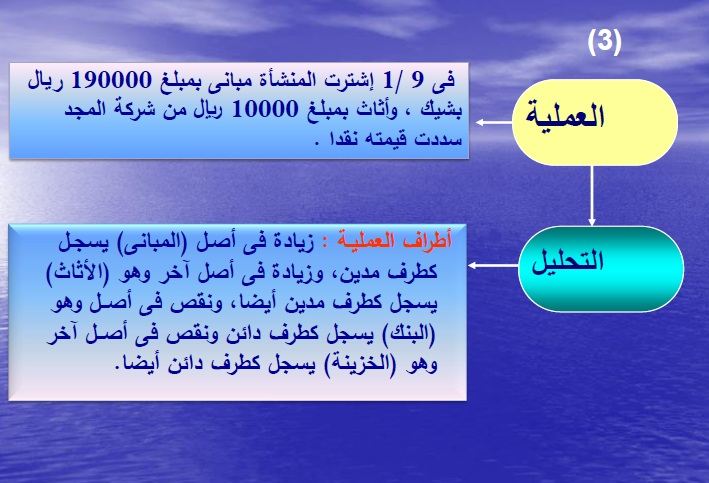 (3)
العملية
فى 9 /1 إشترت المنشأة مبانى بمبلغ 190000 ريال
بشيك ، وأثاث بمبلغ 10000 ريال من شركة المجد
سددت قيمته نقدا .
التحليل
أطراف العملية : زيادة فى أصل (المبانى) يسجل
كطرف مدين، وزيادة فى أصل آخر وهو (الأثاث)
يسجل كطرف مدين أيضا، ونقص فى أصل وهو
(البنك) يسجل كطرف دائن ونقص فى أصل آخر
وهو (الخزينة) يسجل كطرف دائن أيضا.